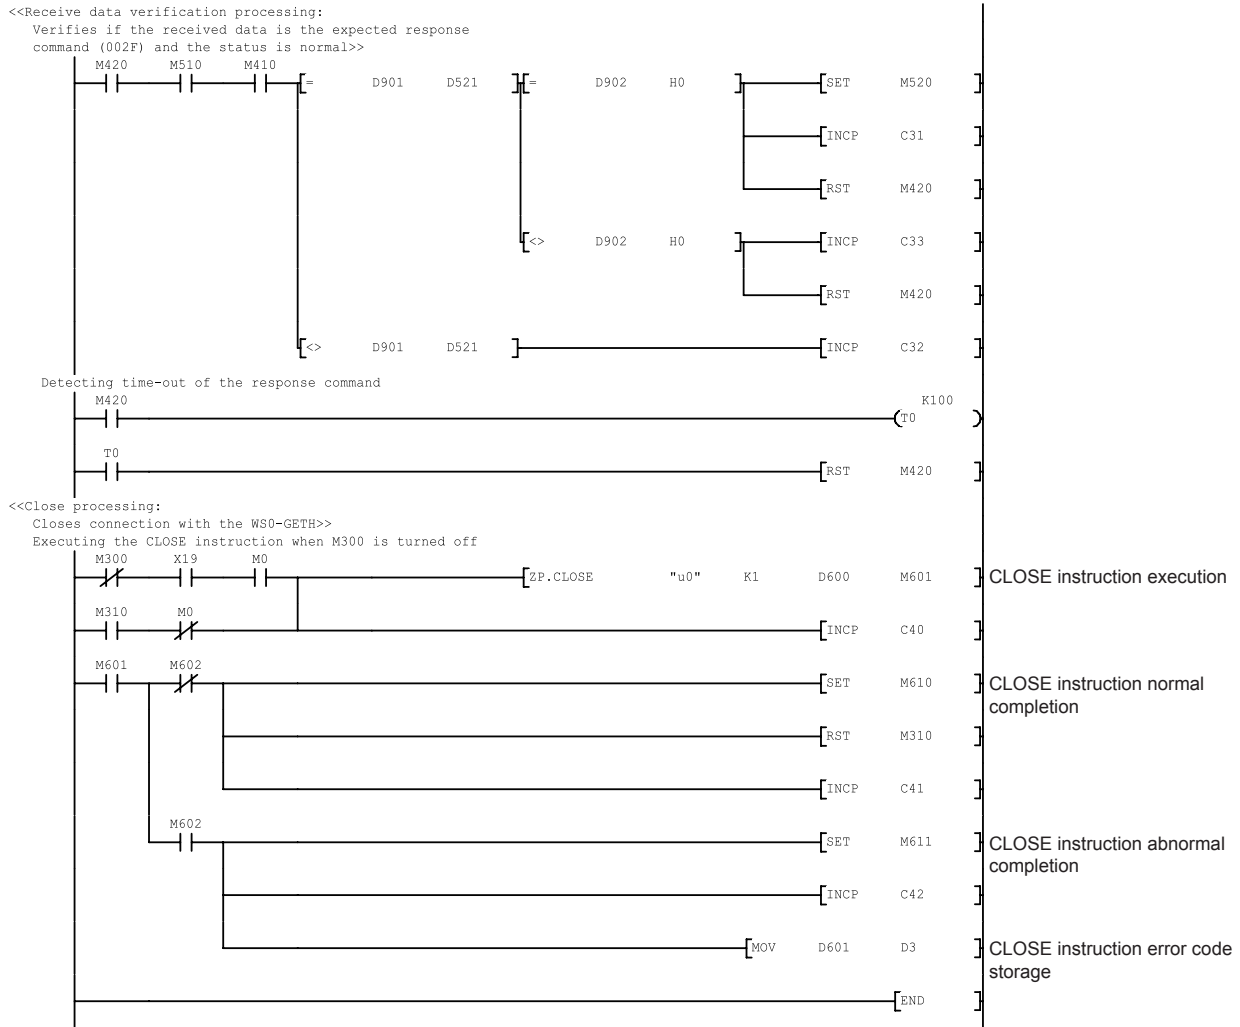 <<Receive data verification processing:
Verifies if the received data is the expected response
command (002F) and the status is normal>>
M420 M510 M410
= D901 D521 = D902 H0 SET M520
INCP C31
RST M420
<> D902 H0 INCP C33
RST M420
<> D901 D521 INCP C32
Detecting time-out of the response command
M420 K100
T0
T0
RST M420
<<Close processing:
Closes connection with the WS0-GETH>>
Executing the CLOSE instruction when M300 is turned off
M300 X19 M0
ZP.CLOSE "u0" K1 D600 M601 CLOSE instruction execution
M310 M0
INCP C40
M601 M602
SET M610 CLOSE instruction normal
completion
RST M310
INCP C41
M602
SET M611 CLOSE instruction abnormal
completion
INCP C42
MOV D601 D3 CLOSE instruction error code
storage
END